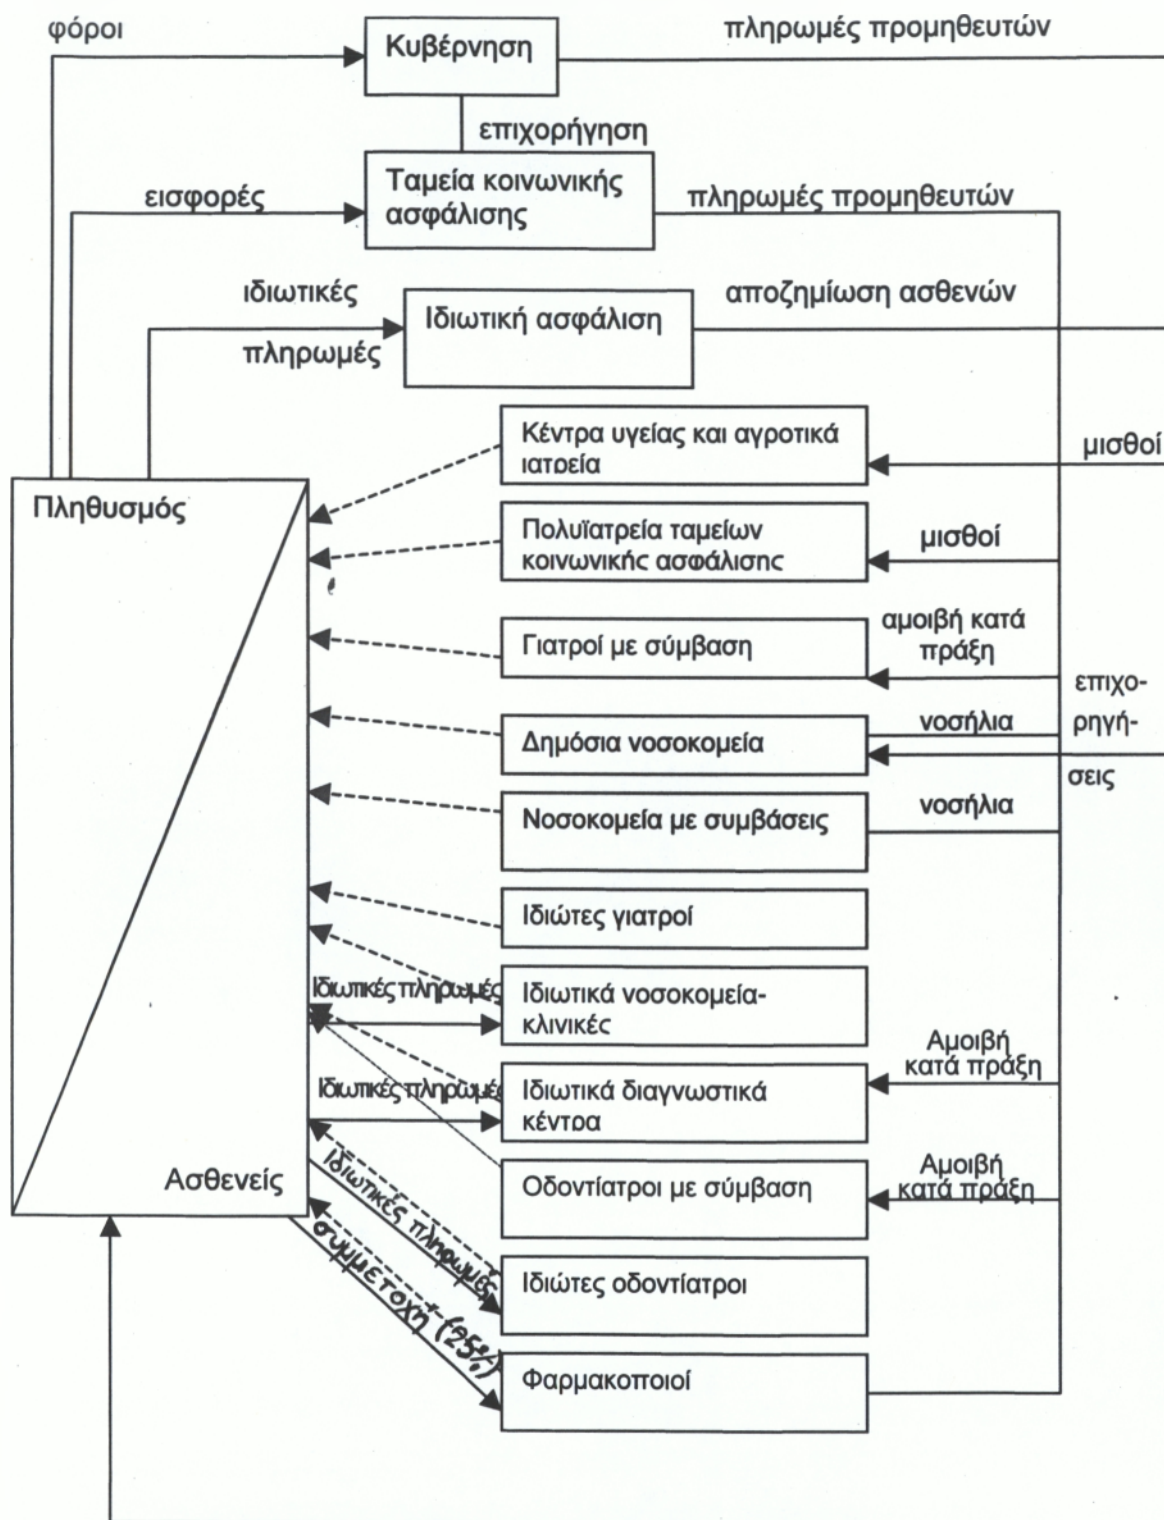 φόροι
Κυβέρνηση
πληρωμές προμηθευτών
επιχορήγηση
εισφορές
Ταμεία κοινωνικής
ασφάλισης
πληρωμές προμηθευτών
ιδιωτικές
πληρωμές
Ιδιωτική ασφάλιση
αποζημίωση ασθενών
Κέντρα υγείας και αγροτικά
ιατρεία
μισθοί
Πληθυσμός
Πολυϊατρεία ταμείων
κοινωνικής ασφάλισης
μισθοί
Γιατροί με σύμβαση
αμοιβή κατά
πράξη
επιχο-
ρηγή-
σεις
Δημόσια νοσοκομεία
νοσήλια
Νοσοκομεία με συμβάσεις
νοσήλια
Ιδιώτες γιατροί
Ιδιωτικές πληρωμές
Ιδιωτικά νοσοκομεία-
κλινικές
Ιδιωτικές πληρωμές
Ιδιωτικά διαγνωστικά
κέντρα
Αμοιβή
κατά πράξη
Ασθενείς
Οδοντίατροι με σύμβαση
Αμοιβή
κατά πράξη
Ιδιωτικές πληρωμές
Ιδιώτες οδοντίατροι
συμμετοχή (25%)
Φαρμακοποιοί